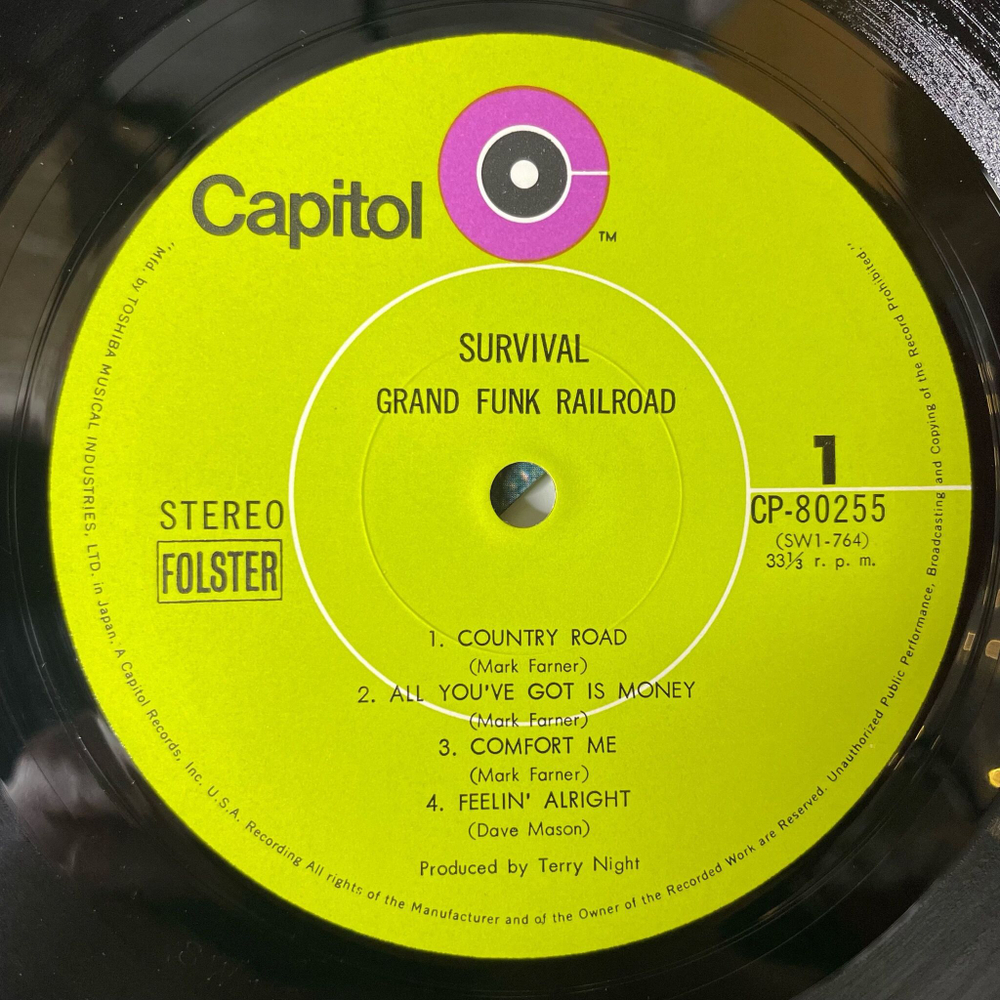 Capitol
TM
SURVIVAL
GRAND FUNK RAILROAD
1
STEREO
CP-80255
FOLSTER
(SW1-764)
33⅓ r. p. m.
1. COUNTRY ROAD
(Mark Farner)
2. ALL YOU'VE GOT IS MONEY
(Mark Farner)
3. COMFORT ME
(Mark Farner)
4. FEELIN' ALRIGHT
(Dave Mason)
Produced by Terry Night
"Mfd. by TOSHIBA MUSICAL INDUSTRIES, LTD. in Japan, A Capitol Records, Inc. U.S.A. Recording All rights of the Manufacturer and of the Owner of the Recorded Work are Reserved. Unauthorized Public Performance, Broadcasting and Copying of the Record Prohibited."